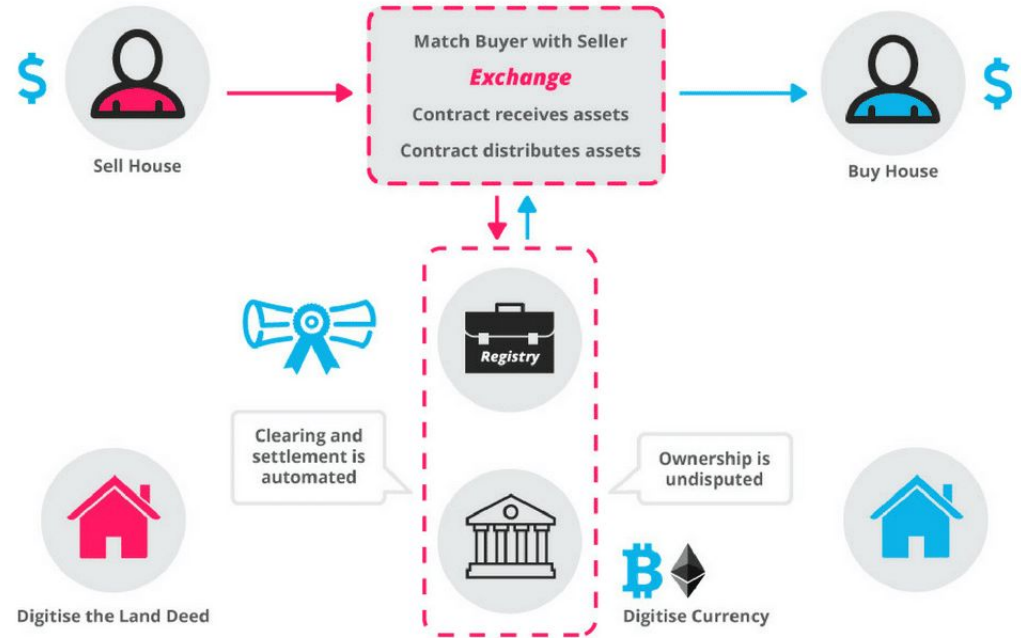 Match Buyer with Seller
Exchange
Contract receives assets
Contract distributes assets
$
$
Sell House
Buy House
Registry
Clearing and
settlement is
automated
Ownership is
undisputed
Digitise the Land Deed
Digitise Currency